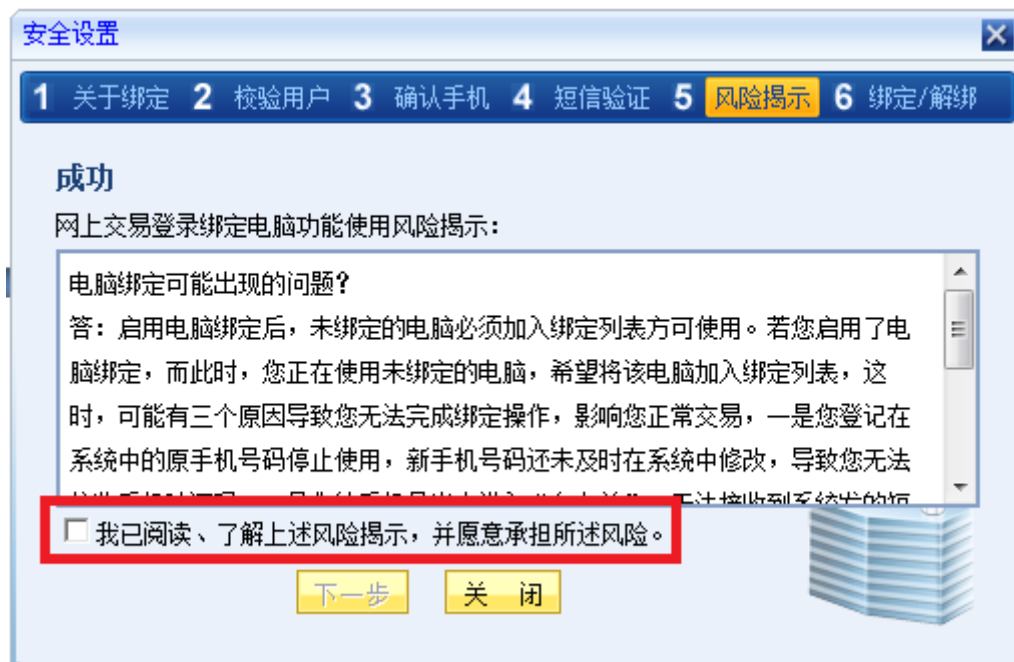 安全设置
1 关于绑定 2 校验用户 3 确认手机 4 短信验证 5 风险揭示 6 绑定/解绑
成功
网上交易登录绑定电脑功能使用风险揭示:
电脑绑定可能出现的问题?
答: 启用电脑绑定后，未绑定的电脑必须加入绑定列表方可使用。若您启用了电
脑绑定，而此时，您正在使用未绑定的电脑，希望将该电脑加入绑定列表，这
时，可能有三个原因导致您无法完成绑定操作，影响您正常交易，一是您登记在
系统中的原手机号码停止使用，新手机号码还未及时在系统中修改，导致您无法
我已阅读、了解上述风险揭示，并愿意承担所述风险。
下一步 关 闭